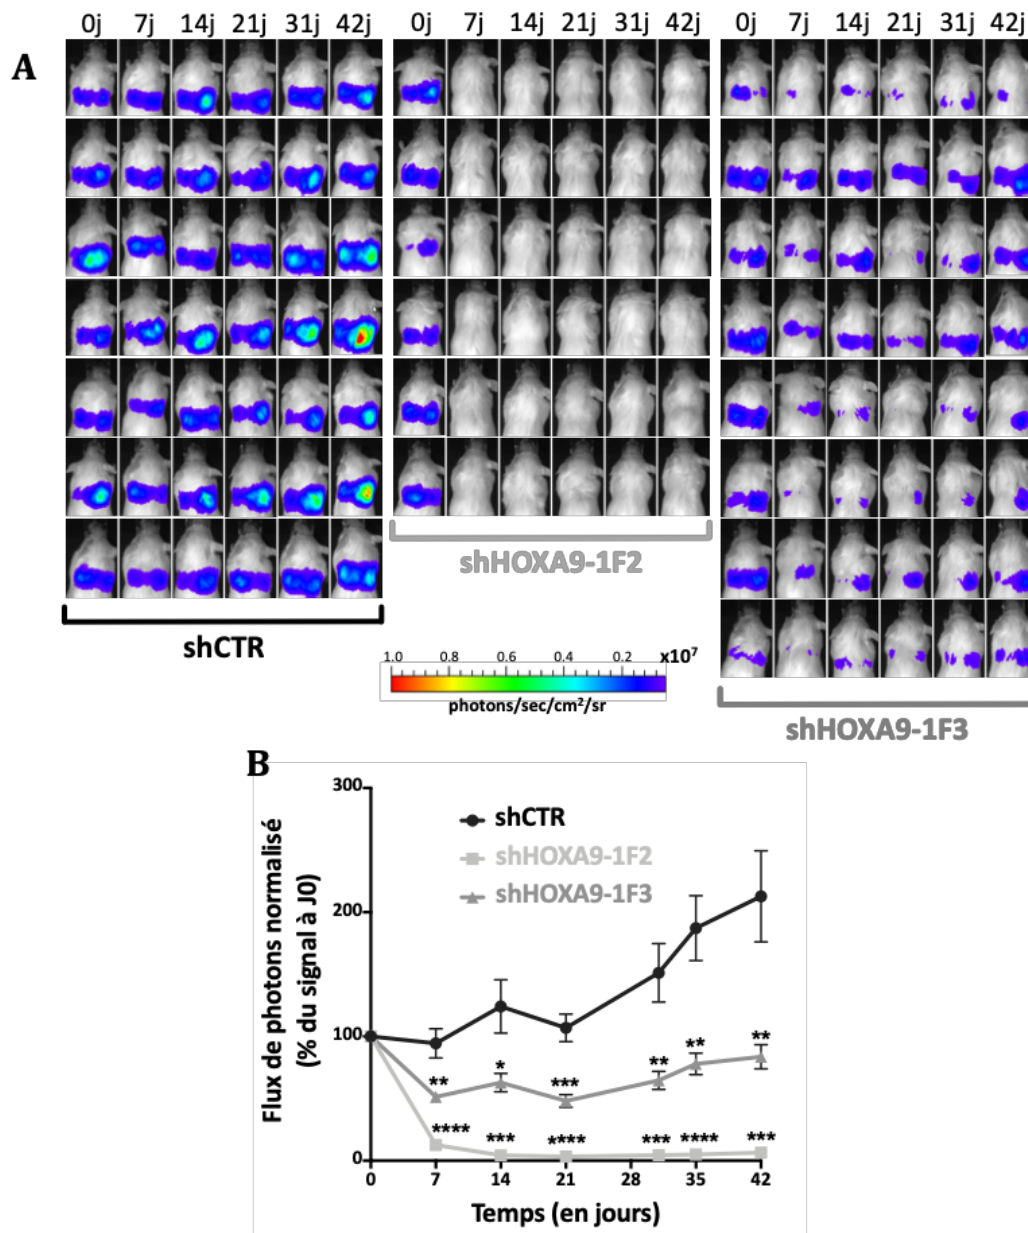 0j 7j 14j 21j 31j 42j 0j 7j 14j 21j 31j 42j 0j 7j 14j 21j 31j 42j
A
shHOXA9-1F2
shCTR
x10⁷
1.0 0.8 0.6 0.4 0.2
photons/sec/cm²/sr
shHOXA9-1F3
B
Flux de photons normalisé
(% du signal à J0)
300
200
100
0
shCTR
shHOXA9-1F2
shHOXA9-1F3
** * *** ** ** **
**** *** **** *** **** ***
0 7 14 21 28 35 42
Temps (en jours)